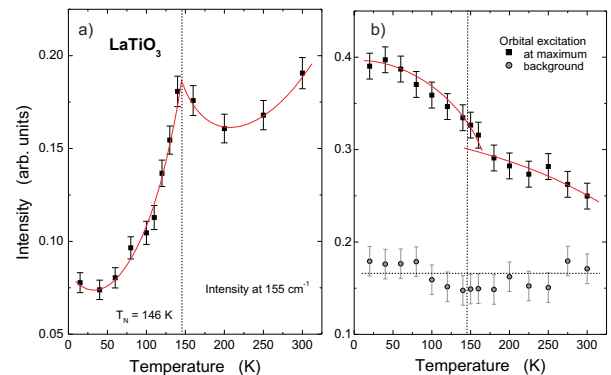 a)
LaTiO3
Intensity (arb. units)
0.20
0.15
0.10
0.05
TN = 146 K
Intensity at 155 cm-1
0 50 100 150 200 250 300
Temperature (K)
b)
Orbital excitation
at maximum
background
0.4
0.3
0.2
0.1
0 50 100 150 200 250 300
Temperature (K)